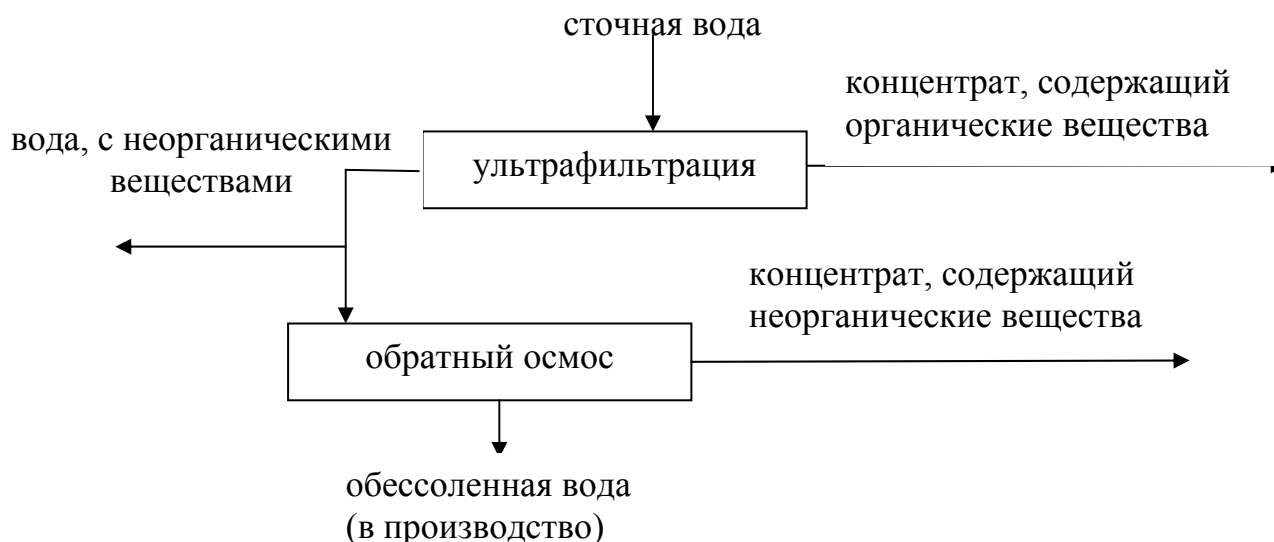 сточная вода
концентрат, содержащий
органические вещества
вода, с неорганическими
веществами
ультрафильтрация
концентрат, содержащий
неорганические вещества
обратный осмос
обессоленная вода
(в производство)